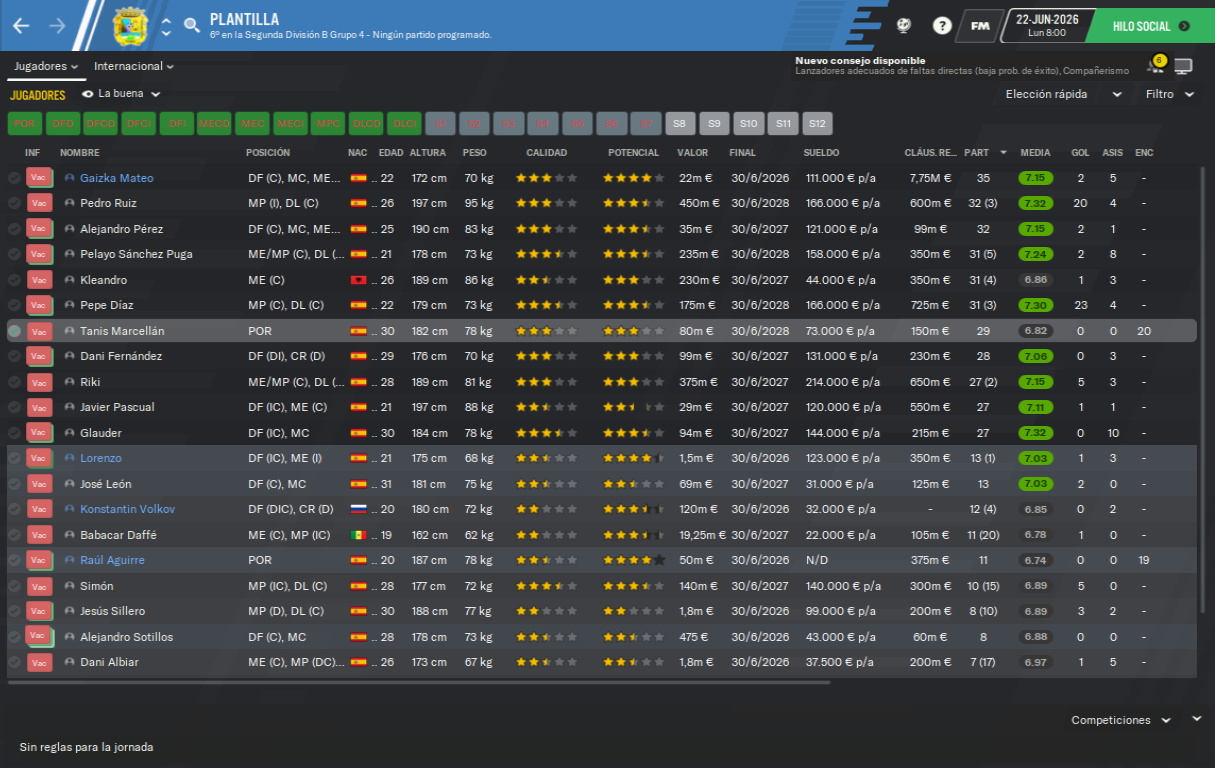 PLANTILLA
6º en la Segunda División B Grupo 4 - Ningún partido programado.
? FM 22-JUN-2026 Lun 8:00 HILO SOCIAL
Jugadores Internacional
Nuevo consejo disponible 6
Lanzadores adecuados de faltas directas (baja prob. de éxito), Compañerismo
JUGADORES La buena Elección rápida Filtro
POR DFD DFCD DFCI DFI MECD MEC MECI MPC DLCD DLCI S1 S2 S3 S4 S5 S6 S7 S8 S9 S10 S11 S12
INF NOMBRE POSICIÓN NAC EDAD ALTURA PESO CALIDAD POTENCIAL VALOR FINAL SUELDO CLÁUS. RE... PART MEDIA GOL ASIS ENC
Vac Gaizka Mateo DF (C), MC, ME... .. 22 172 cm 70 kg 22m € 30/6/2026 111.000 € p/a 7,75M € 35 7.15 2 5 -
Vac Pedro Ruiz MP (I), DL (C) .. 26 197 cm 95 kg 450m € 30/6/2028 166.000 € p/a 600m € 32 (3) 7.32 20 4 -
Vac Alejandro Pérez DF (C), MC, ME... .. 25 190 cm 83 kg 35m € 30/6/2027 121.000 € p/a 99m € 32 7.15 2 1 -
Vac Pelayo Sánchez Puga ME/MP (C), DL (... .. 21 178 cm 73 kg 235m € 30/6/2028 158.000 € p/a 350m € 31 (5) 7.24 2 8 -
Vac Kleandro ME (C) .. 26 189 cm 86 kg 230m € 30/6/2027 44.000 € p/a 350m € 31 (4) 6.86 1 3 -
Vac Pepe Díaz MP (C), DL (C) .. 22 179 cm 73 kg 175m € 30/6/2028 166.000 € p/a 725m € 31 (3) 7.30 23 4 -
Vac Tanis Marcellán POR .. 30 182 cm 78 kg 80m € 30/6/2028 73.000 € p/a 150m € 29 6.82 0 0 20
Vac Dani Fernández DF (DI), CR (D) .. 29 176 cm 70 kg 99m € 30/6/2027 131.000 € p/a 230m € 28 7.06 0 3 -
Vac Riki ME/MP (C), DL (... .. 28 189 cm 81 kg 375m € 30/6/2027 214.000 € p/a 650m € 27 (2) 7.15 5 3 -
Vac Javier Pascual DF (IC), ME (C) .. 21 197 cm 88 kg 29m € 30/6/2027 120.000 € p/a 550m € 27 7.11 1 1 -
Vac Glauder DF (IC), MC .. 30 184 cm 78 kg 94m € 30/6/2027 144.000 € p/a 215m € 27 7.32 0 10 -
Vac Lorenzo DF (IC), ME (I) .. 21 175 cm 68 kg 1,5m € 30/6/2026 123.000 € p/a 350m € 13 (1) 7.03 1 3 -
Vac José León DF (C), MC .. 31 181 cm 75 kg 69m € 30/6/2027 31.000 € p/a 125m € 13 7.03 2 0 -
Vac Konstantin Volkov DF (DIC), CR (D) .. 20 180 cm 72 kg 120m € 30/6/2026 32.000 € p/a - 12 (4) 6.85 0 2 -
Vac Babacar Daffé ME (C), MP (IC) .. 19 162 cm 62 kg 19,25m € 30/6/2027 22.000 € p/a 105m € 11 (20) 6.78 1 0 -
Vac Raúl Aguirre POR .. 20 187 cm 78 kg 50m € 30/6/2026 N/D 375m € 11 6.74 0 0 19
Vac Simón MP (IC), DL (C) .. 28 177 cm 72 kg 140m € 30/6/2027 140.000 € p/a 300m € 10 (15) 6.89 5 0 -
Vac Jesús Sillero MP (D), DL (C) .. 30 188 cm 77 kg 1,8m € 30/6/2026 99.000 € p/a 200m € 8 (10) 6.89 3 2 -
Vac Alejandro Sotillos DF (C), MC .. 28 178 cm 73 kg 475 € 30/6/2026 43.000 € p/a 60m € 8 6.88 0 0 -
Vac Dani Albiar ME (C), MP (DC)... .. 26 173 cm 67 kg 1,8m € 30/6/2026 37.500 € p/a 200m € 7 (17) 6.97 1 5 -
Competiciones
Sin reglas para la jornada